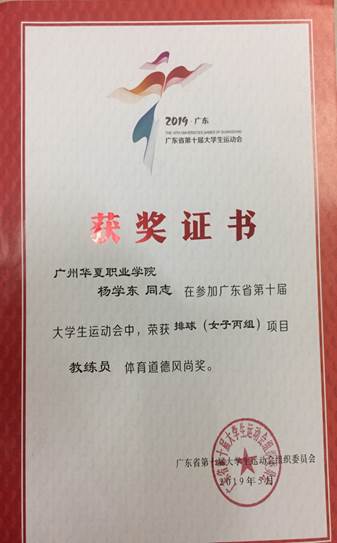 2019·广东
THE 10TH UNIVERSITIES GAMES OF GUANGDONG
广东省第十届大学生运动会
获奖证书
广州华夏职业学院
杨学东 同志 在参加广东省第十届
大学生运动会中，荣获 排球（女子丙组）项目
教练员 体育道德风尚奖。
广东省第十届大学生运动会组织委员会
2019年5月